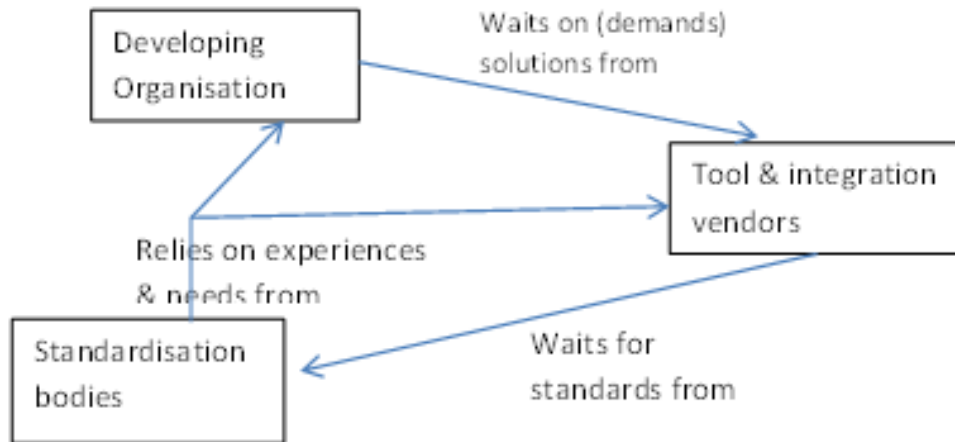 Developing
Organisation
Waits on (demands)
solutions from
Tool & integration
vendors
Relies on experiences
& needs from
Standardisation
bodies
Waits for
standards from